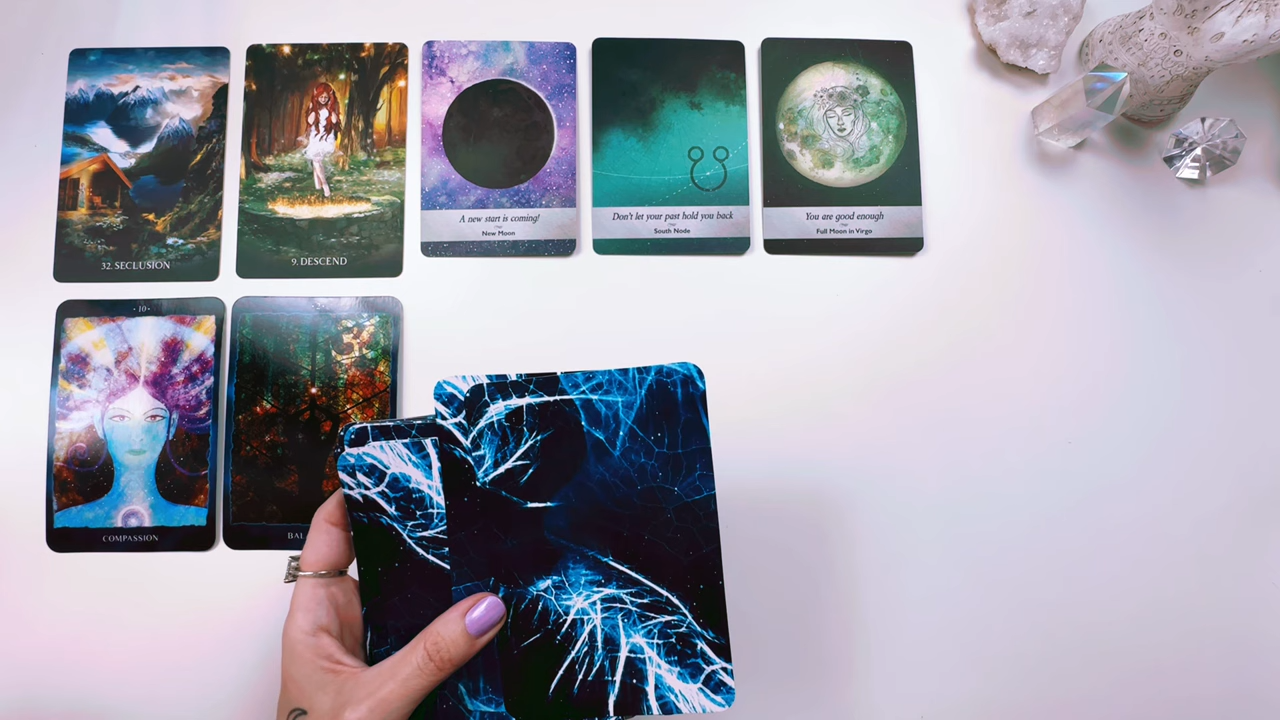 32. SECLUSION
9. DESCEND
A new start is coming!
New Moon
Don't let your past hold you back
South Node
You are good enough
Full Moon in Virgo
· 10 ·
COMPASSION
BAL